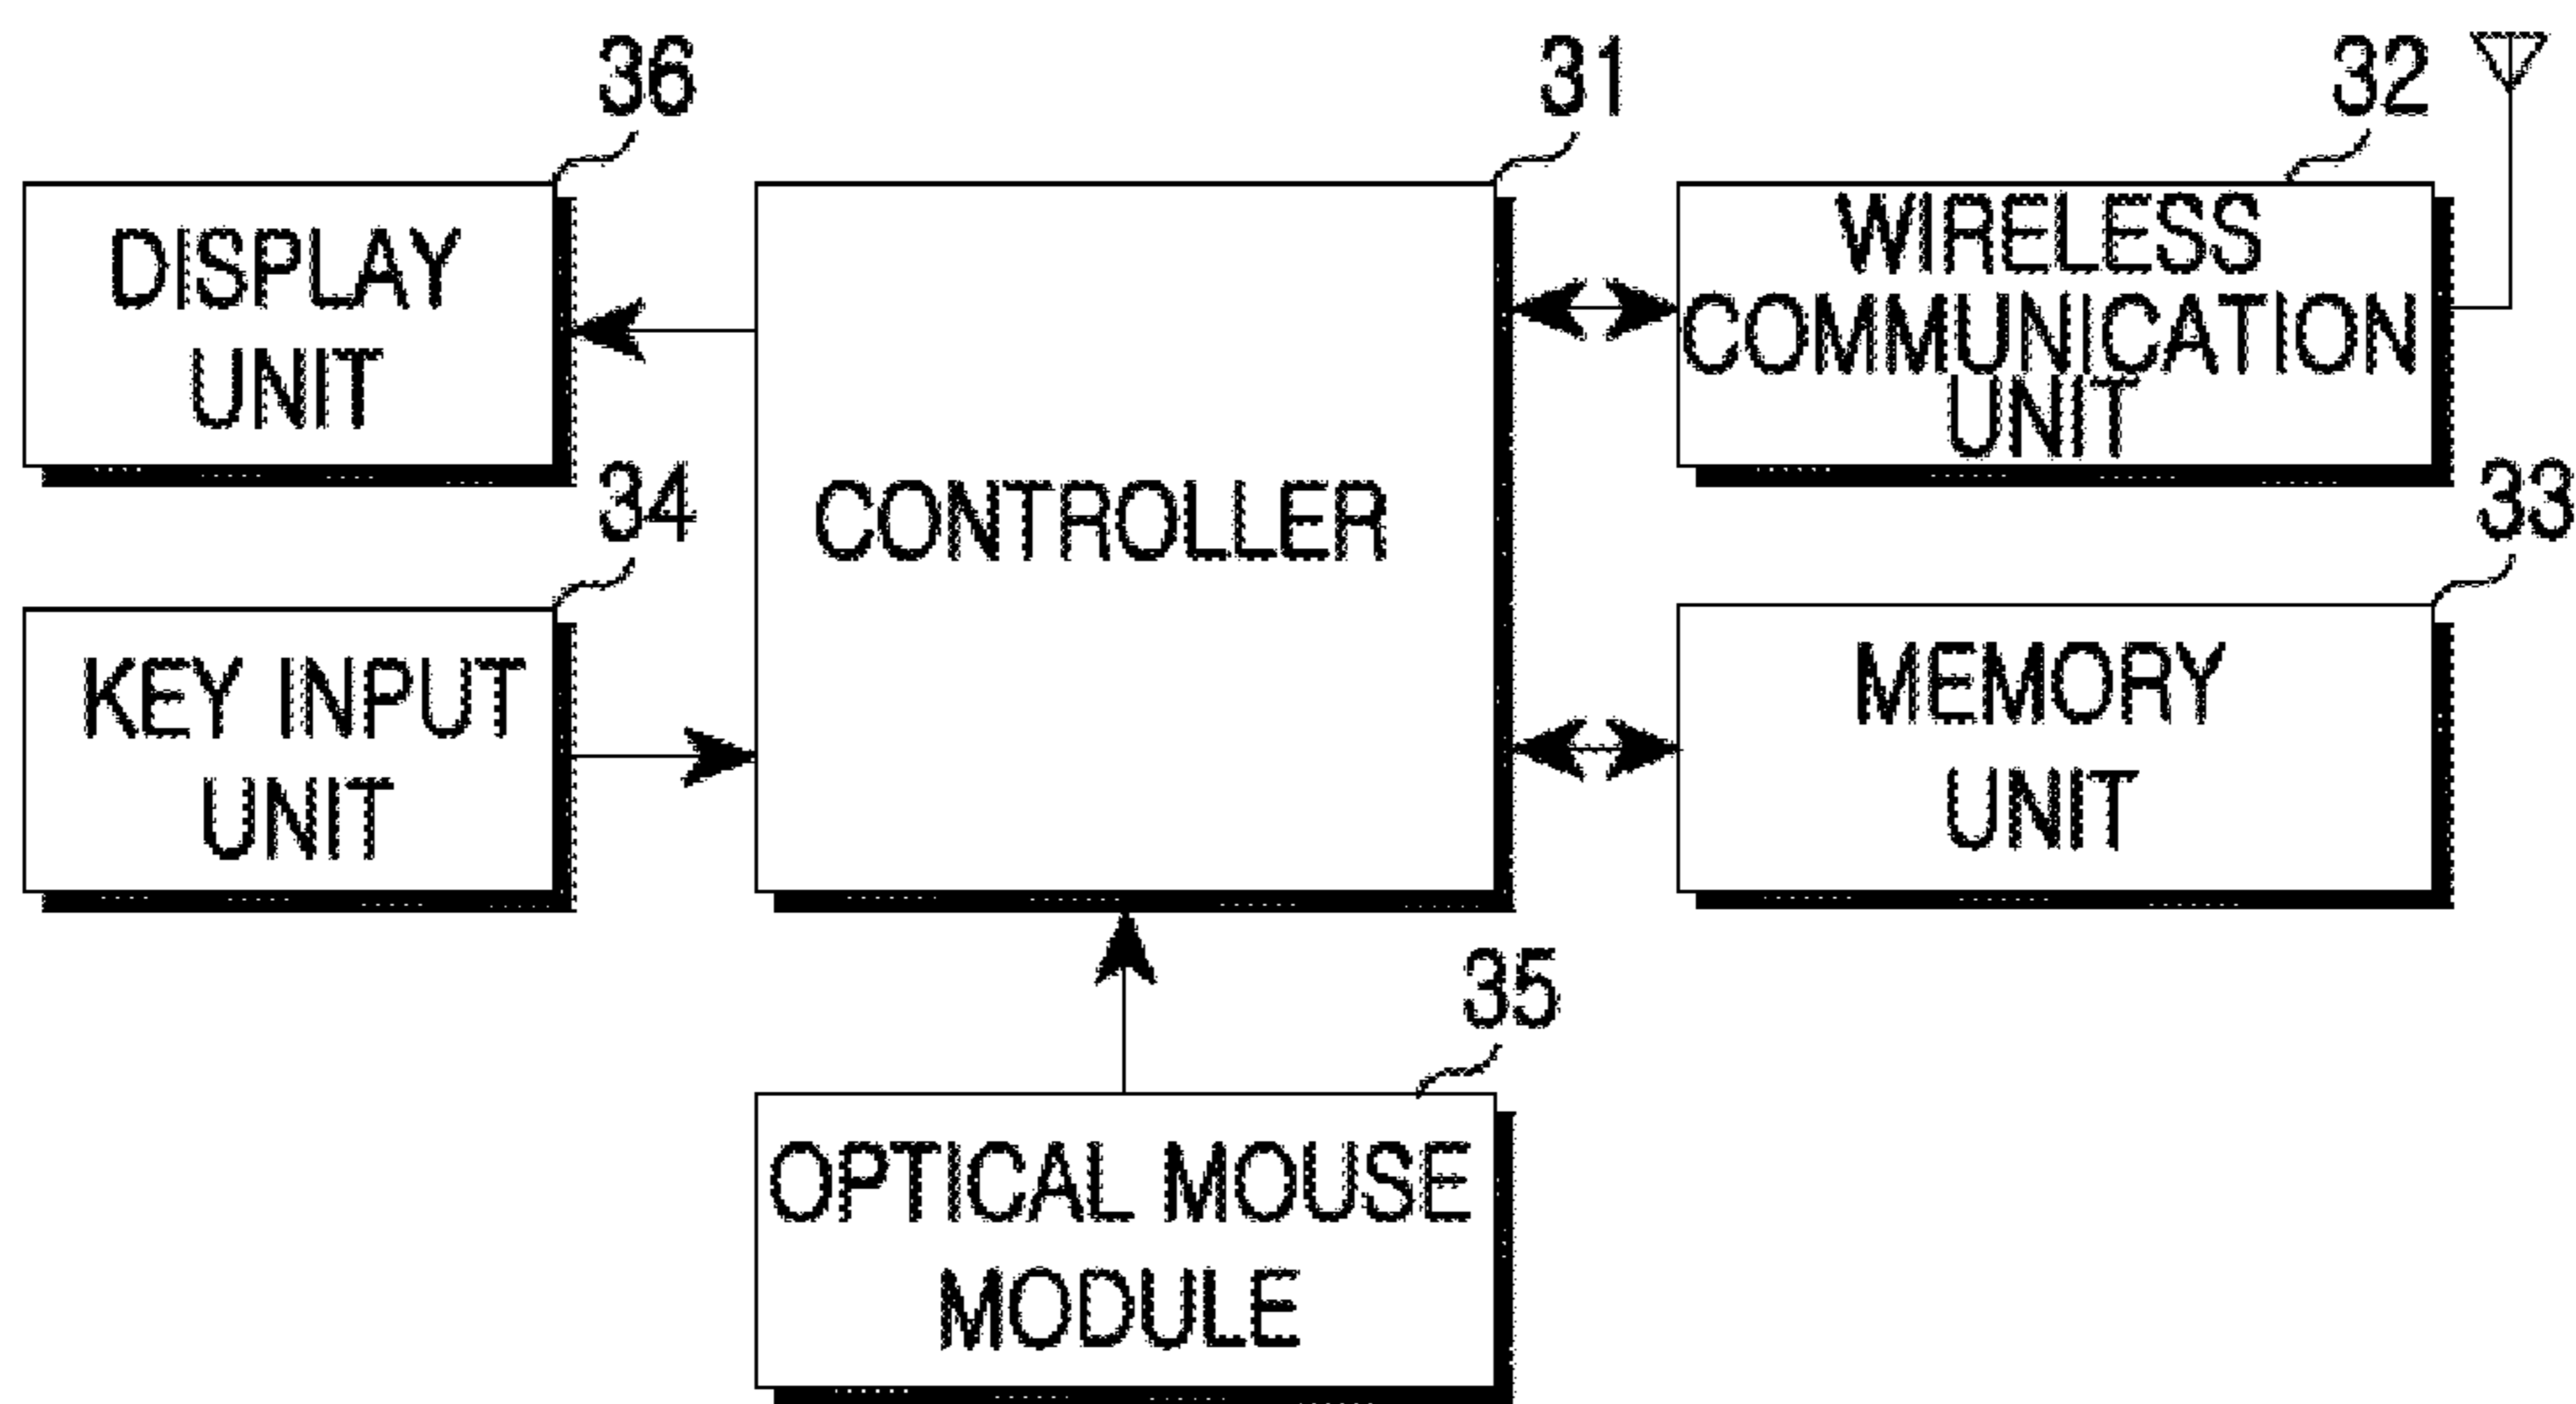 36
31
32
DISPLAY
UNIT
CONTROLLER
WIRELESS
COMMUNICATION
UNIT
34
33
KEY INPUT
UNIT
MEMORY
UNIT
35
OPTICAL MOUSE
MODULE